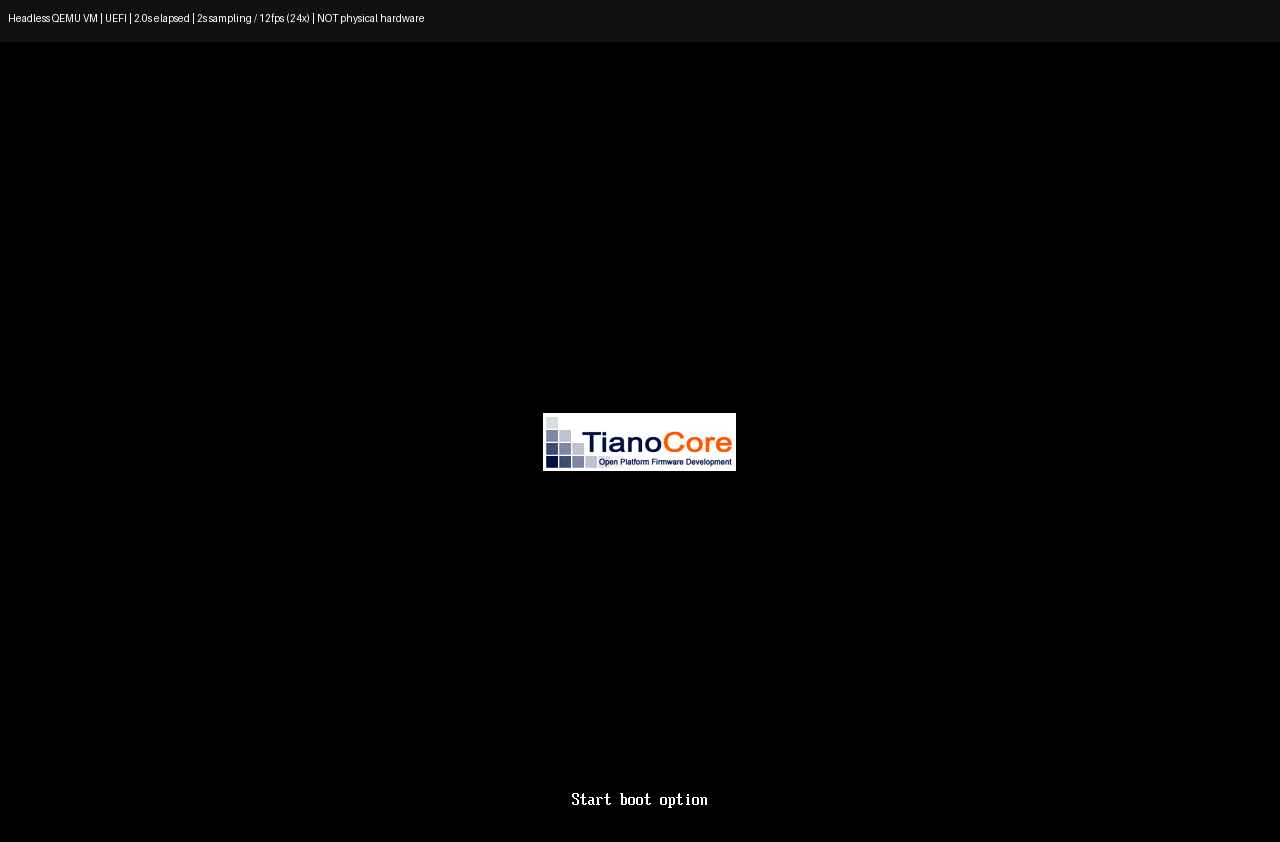 Headless QEMU VM | UEFI | 2.0s elapsed | 2s sampling / 12fps (24x) | NOT physical hardware
TianoCore
Open Platform Firmware Development
Start boot option